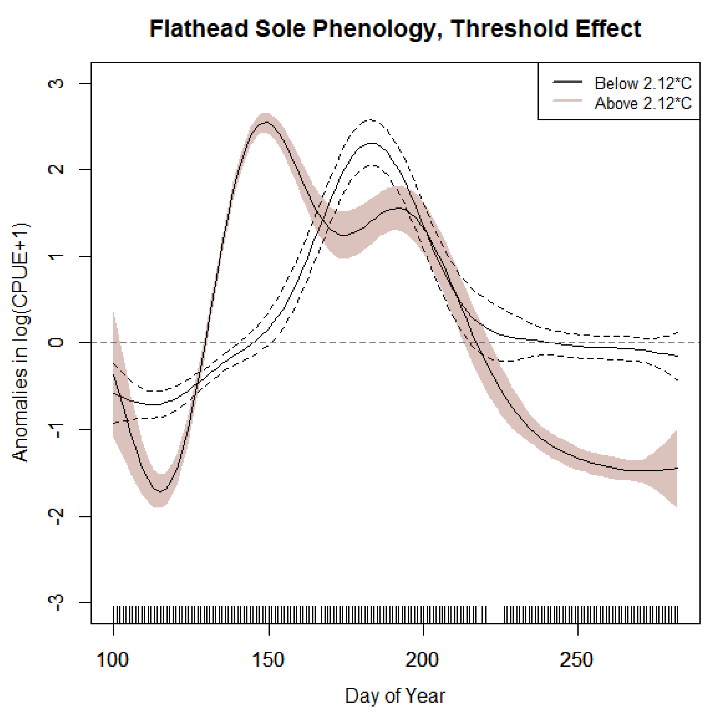 Flathead Sole Phenology, Threshold Effect
Below 2.12*C
Above 2.12*C
Anomalies in log(CPUE+1)
3
2
1
0
-1
-2
-3
100 150 200 250
Day of Year